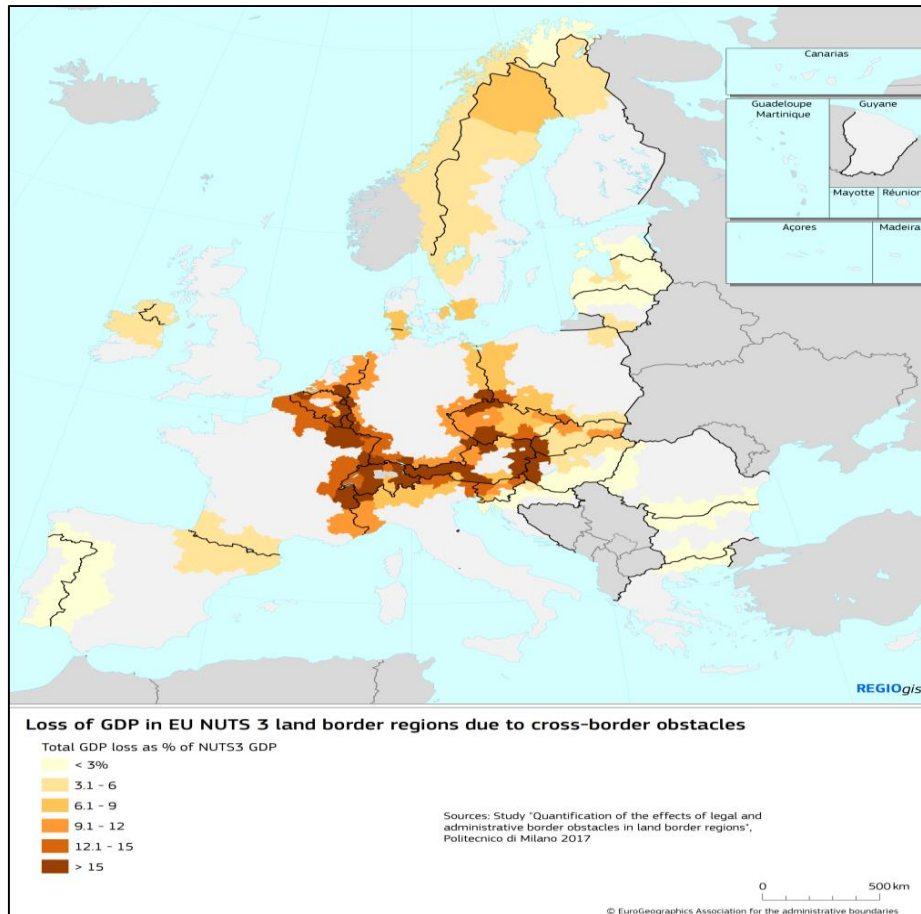 Canarias
Guadeloupe
Martinique
Guyane
Mayotte
Réunion
Açores
Madeira
REGIOgis
Loss of GDP in EU NUTS 3 land border regions due to cross-border obstacles
Total GDP loss as % of NUTS3 GDP
< 3%
3.1 - 6
6.1 - 9
9.1 - 12
12.1 - 15
> 15
Sources: Study "Quantification of the effects of legal and
administrative border obstacles in land border regions",
Politecnico di Milano 2017
0 500 km
© EuroGeographics Association for the administrative boundaries